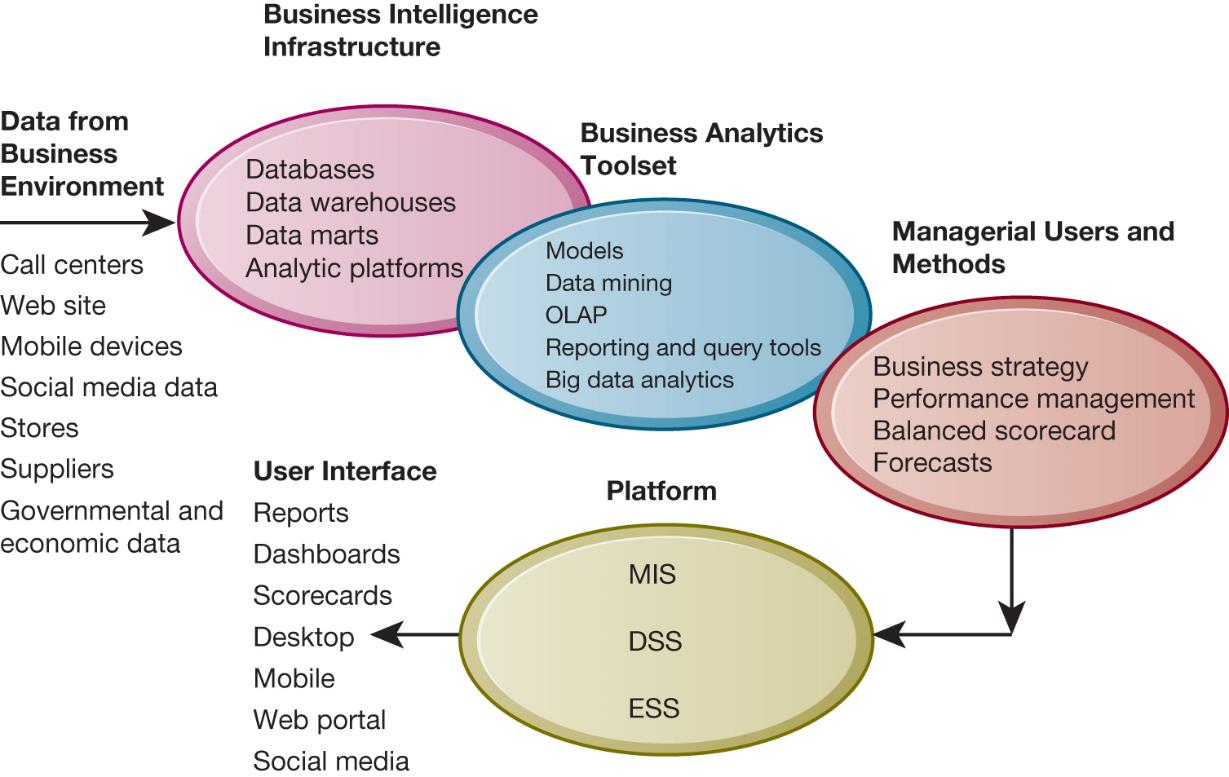 Business Intelligence
Infrastructure
Data from
Business
Environment
Call centers
Web site
Mobile devices
Social media data
Stores
Suppliers
Governmental and
economic data
Databases
Data warehouses
Data marts
Analytic platforms
Business Analytics
Toolset
Models
Data mining
OLAP
Reporting and query tools
Big data analytics
Managerial Users and
Methods
Business strategy
Performance management
Balanced scorecard
Forecasts
Platform
MIS
DSS
ESS
User Interface
Reports
Dashboards
Scorecards
Desktop
Mobile
Web portal
Social media